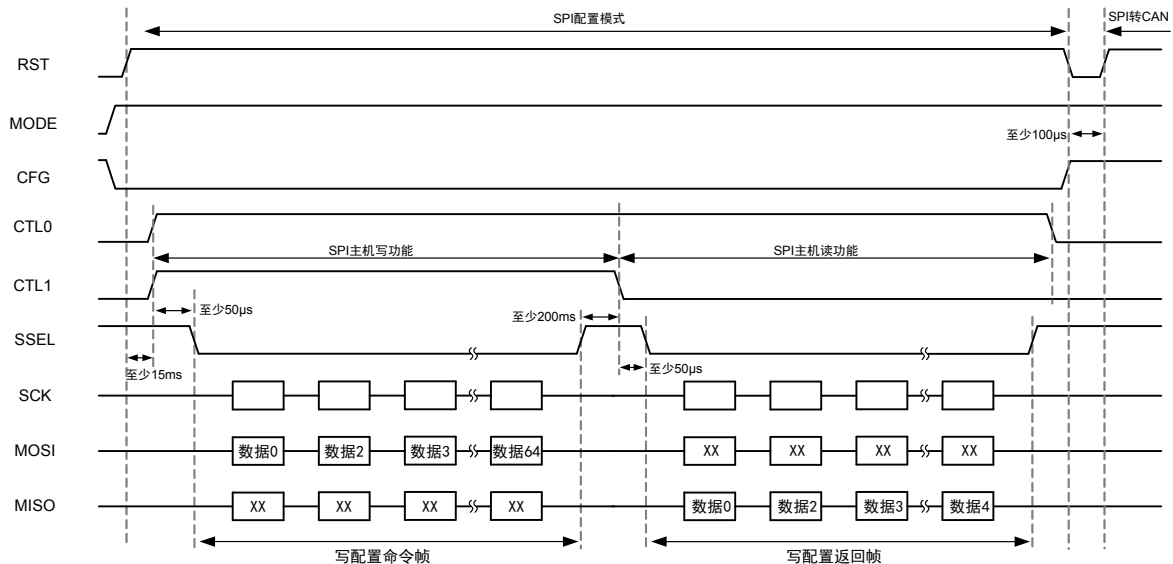 SPI配置模式
SPI转CAN
RST
MODE
至少100μs
CFG
CTL0
SPI主机写功能
SPI主机读功能
CTL1
至少50μs
至少200ms
SSEL
至少15ms
至少50μs
SCK
MOSI 数据0 数据2 数据3 数据64 XX XX XX XX
MISO XX XX XX XX 数据0 数据2 数据3 数据4
写配置命令帧
写配置返回帧